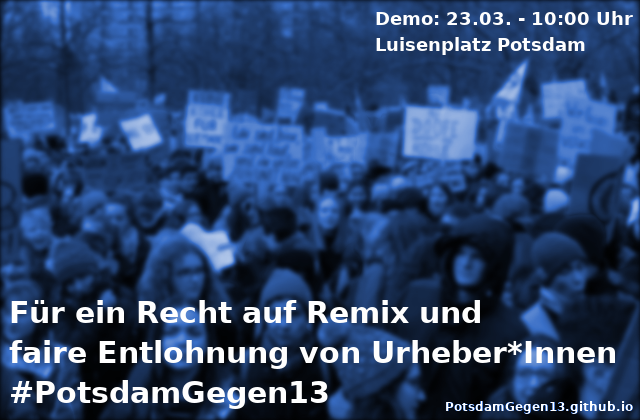 Demo: 23.03. - 10:00 Uhr
Luisenplatz Potsdam
Für ein Recht auf Remix und
faire Entlohnung von Urheber*Innen
#PotsdamGegen13
PotsdamGegen13.github.io